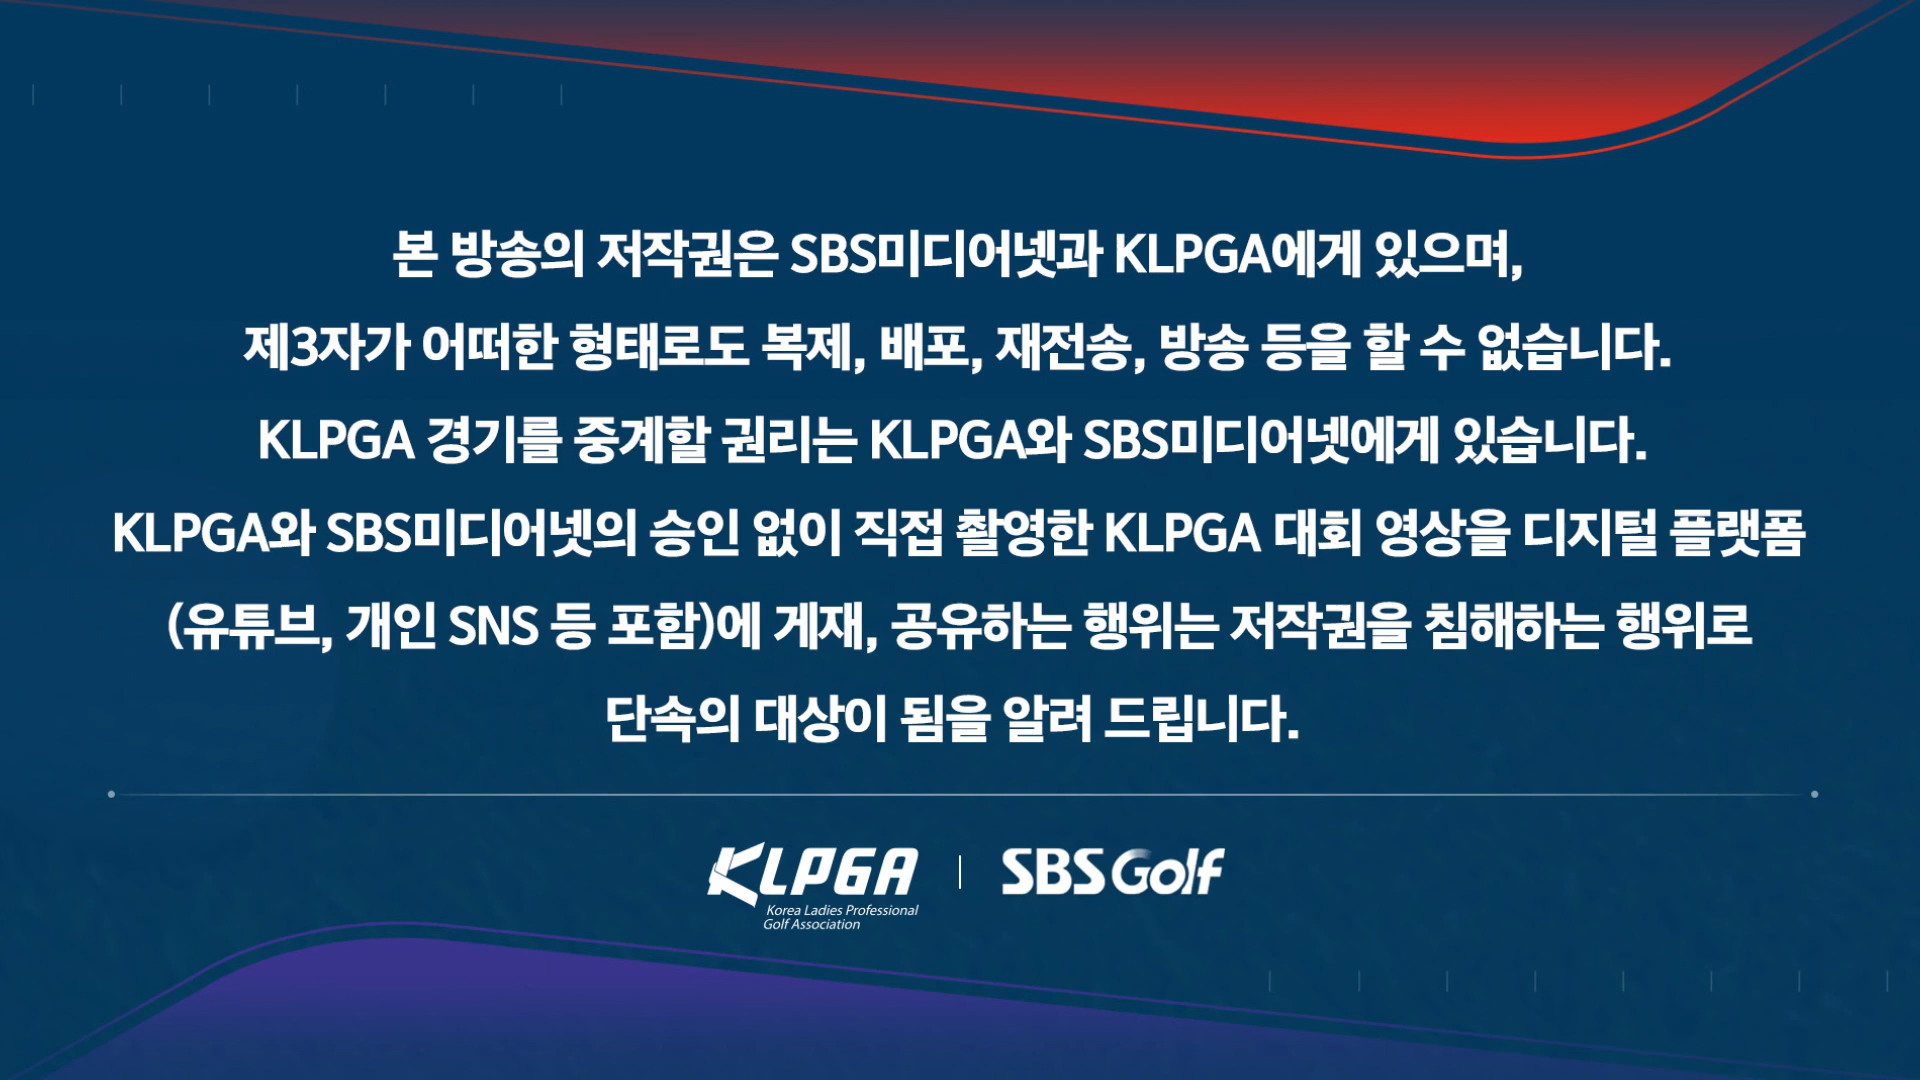 본 방송의 저작권은 SBS미디어넷과 KLPGA에게 있으며,
제3자가 어떠한 형태로도 복제, 배포, 재전송, 방송 등을 할 수 없습니다.
KLPGA 경기를 중계할 권리는 KLPGA와 SBS미디어넷에게 있습니다.
KLPGA와 SBS미디어넷의 승인 없이 직접 촬영한 KLPGA 대회 영상을 디지털 플랫폼
(유튜브, 개인 SNS 등 포함)에 게재, 공유하는 행위는 저작권을 침해하는 행위로
단속의 대상이 됨을 알려 드립니다.
KLPGA
Korea Ladies Professional
Golf Association
SBS Golf